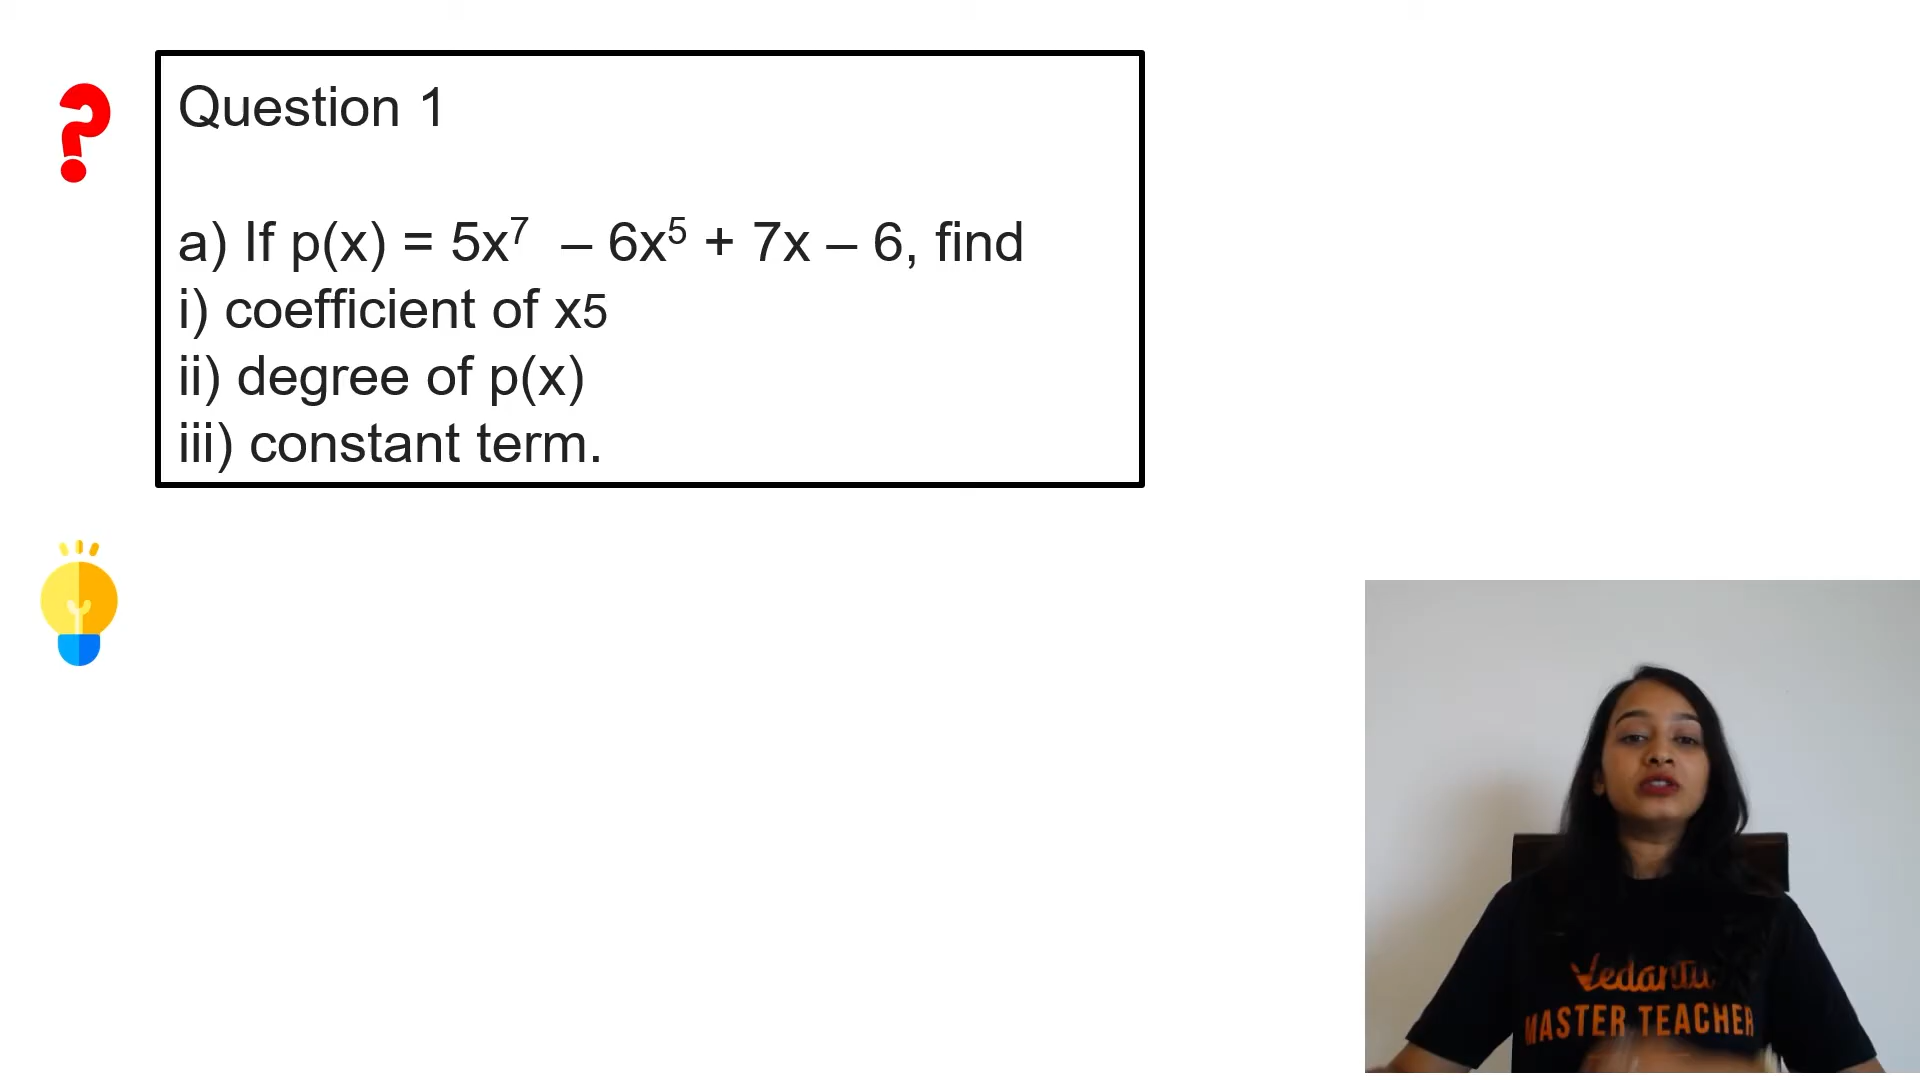 Question 1
a) If p(x) = 5x⁷ – 6x⁵ + 7x – 6, find
i) coefficient of x5
ii) degree of p(x)
iii) constant term.
Vedantu
MASTER TEACHER